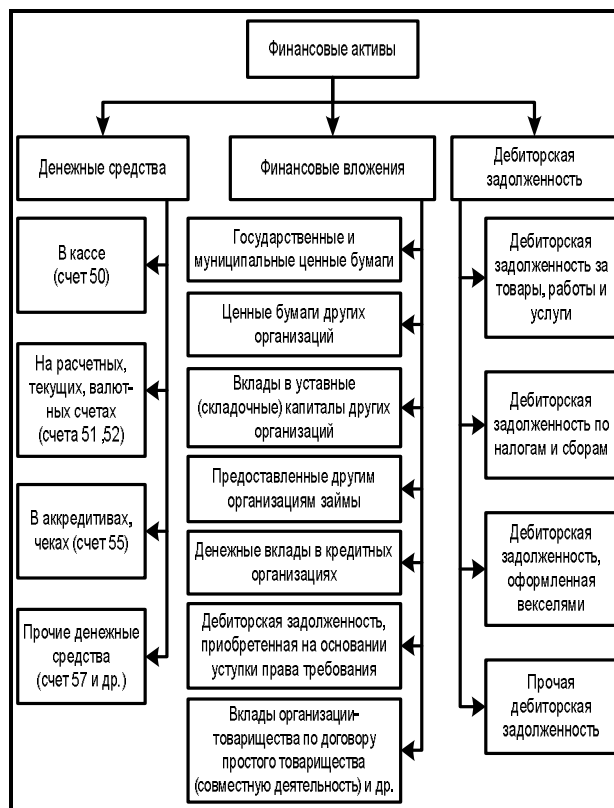 Финансовые активы
Денежные средства
Финансовые вложения
Дебиторская
задолженность
В кассе
(счет 50)
На расчетных,
текущих, валют-
ных счетах
(счета 51 ,52)
В аккредитивах,
чеках (счет 55)
Прочие денежные
средства
(счет 57 и др.)
Государственные и
муниципальные ценные бумаги
Ценные бумаги других
организаций
Вклады в уставные
(складочные) капиталы других
организаций
Предоставленные другим
организациям займы
Денежные вклады в кредитных
организациях
Дебиторская задолженность,
приобретенная на основании
уступки права требования
Вклады организации-
товарищества по договору
простого товарищества
(совместную деятельность) и др.
Дебиторская
задолженность за
товары, работы и
услуги
Дебиторская
задолженность по
налогам и сборам
Дебиторская
задолженность,
оформленная
векселями
Прочая
дебиторская
задолженность